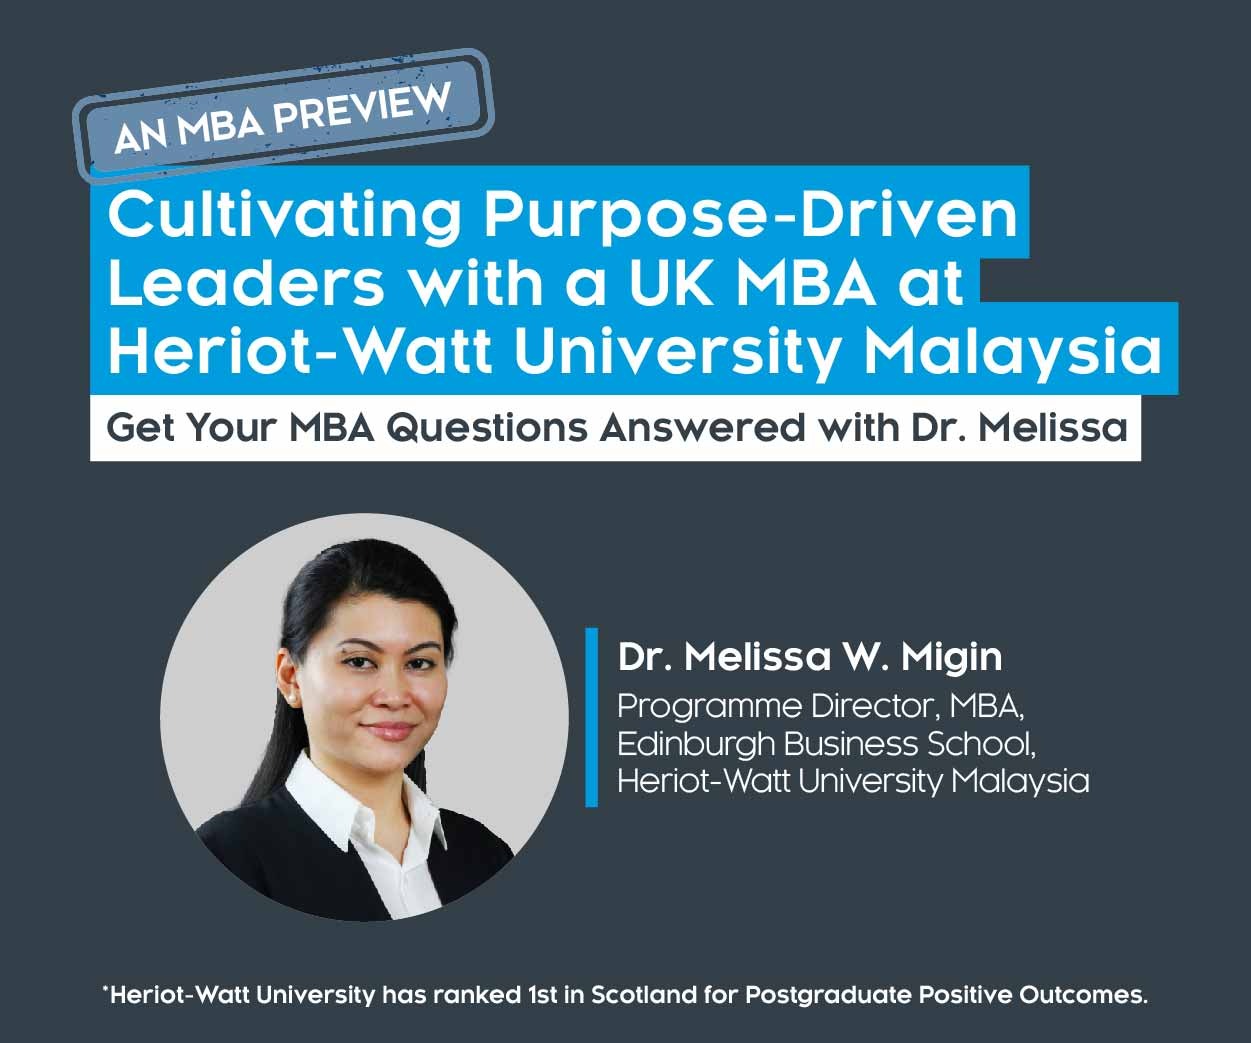 AN MBA PREVIEW
Cultivating Purpose-Driven
Leaders with a UK MBA at
Heriot-Watt University Malaysia
Get Your MBA Questions Answered with Dr. Melissa
Dr. Melissa W. Migin
Programme Director, MBA,
Edinburgh Business School,
Heriot-Watt University Malaysia
*Heriot-Watt University has ranked 1st in Scotland for Postgraduate Positive Outcomes.